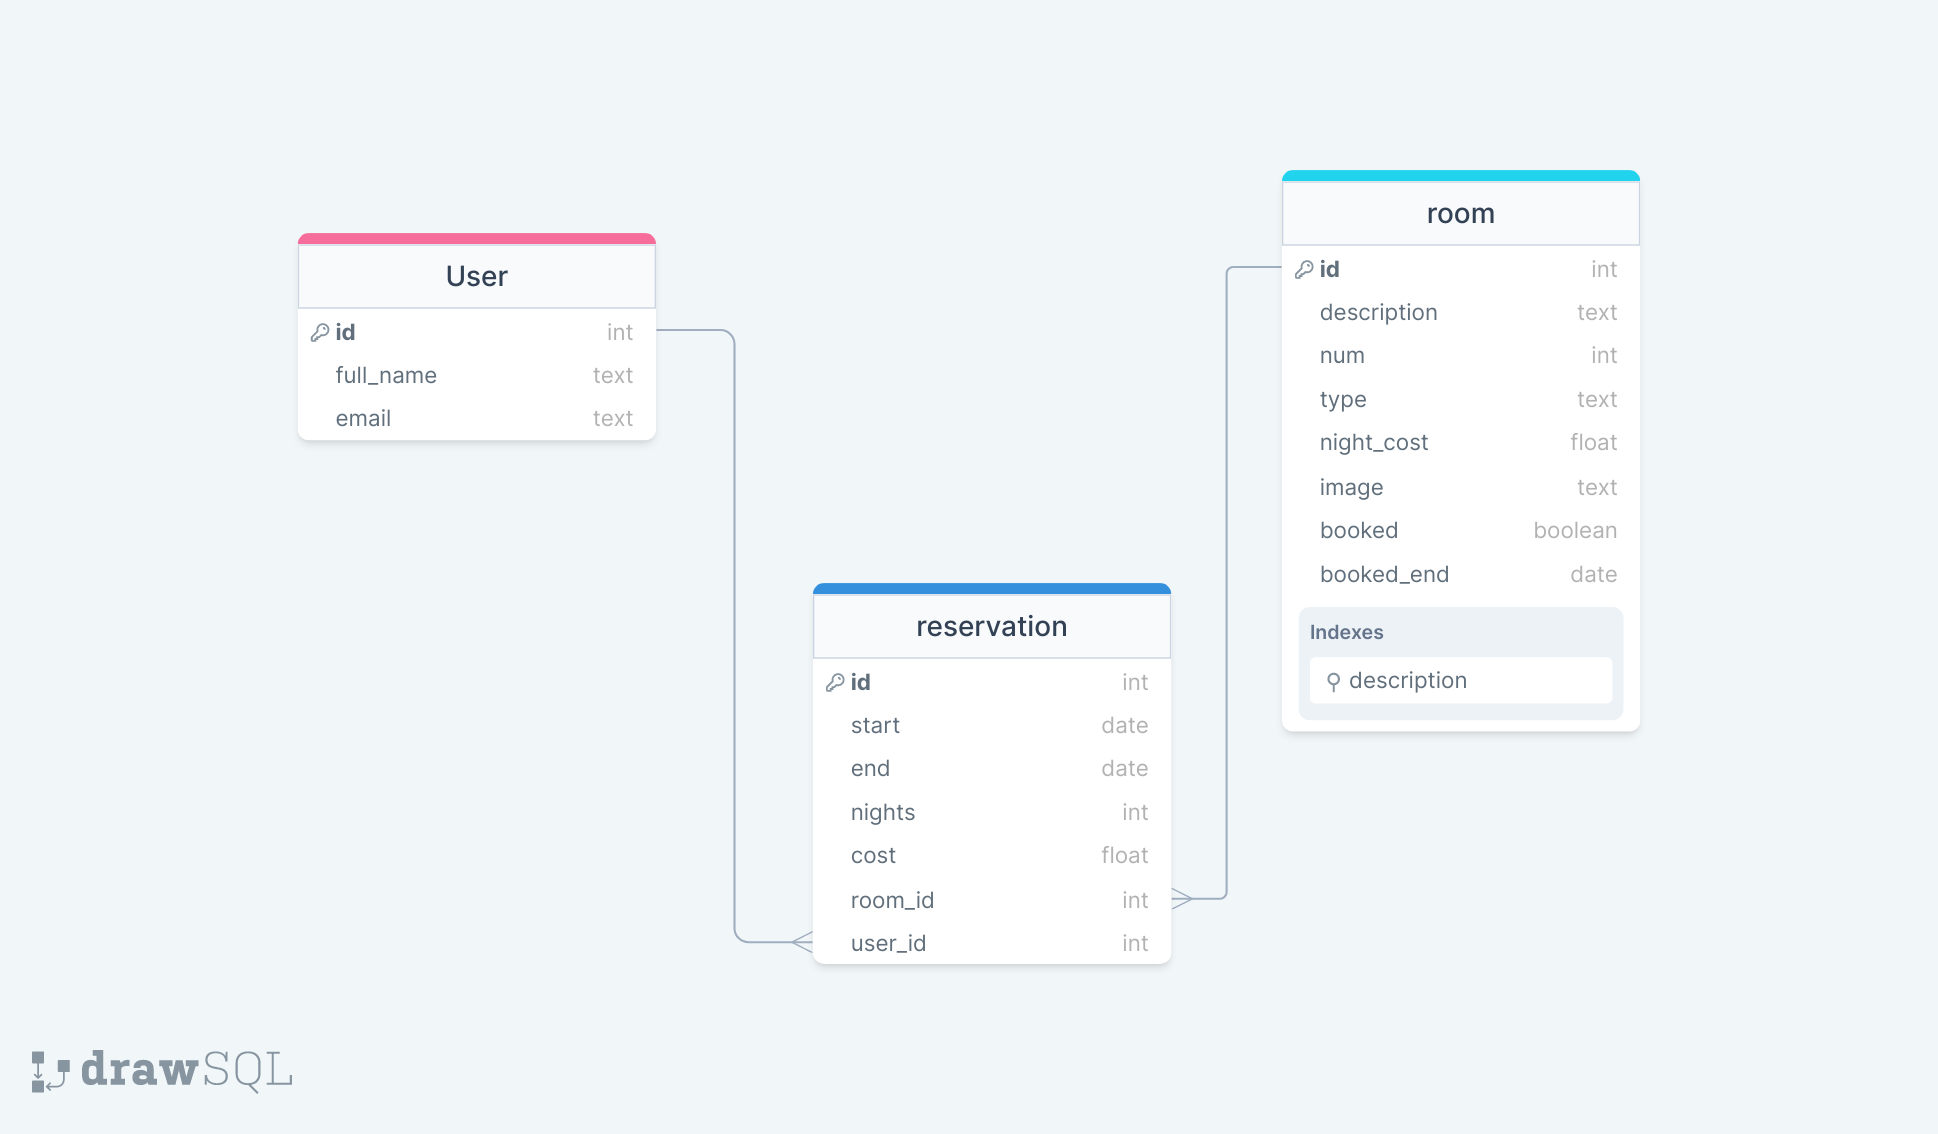 User
id int
full_name text
email text
room
id int
description text
num int
type text
night_cost float
image text
booked boolean
booked_end date
Indexes
description
reservation
id int
start date
end date
nights int
cost float
room_id int
user_id int
drawSQL